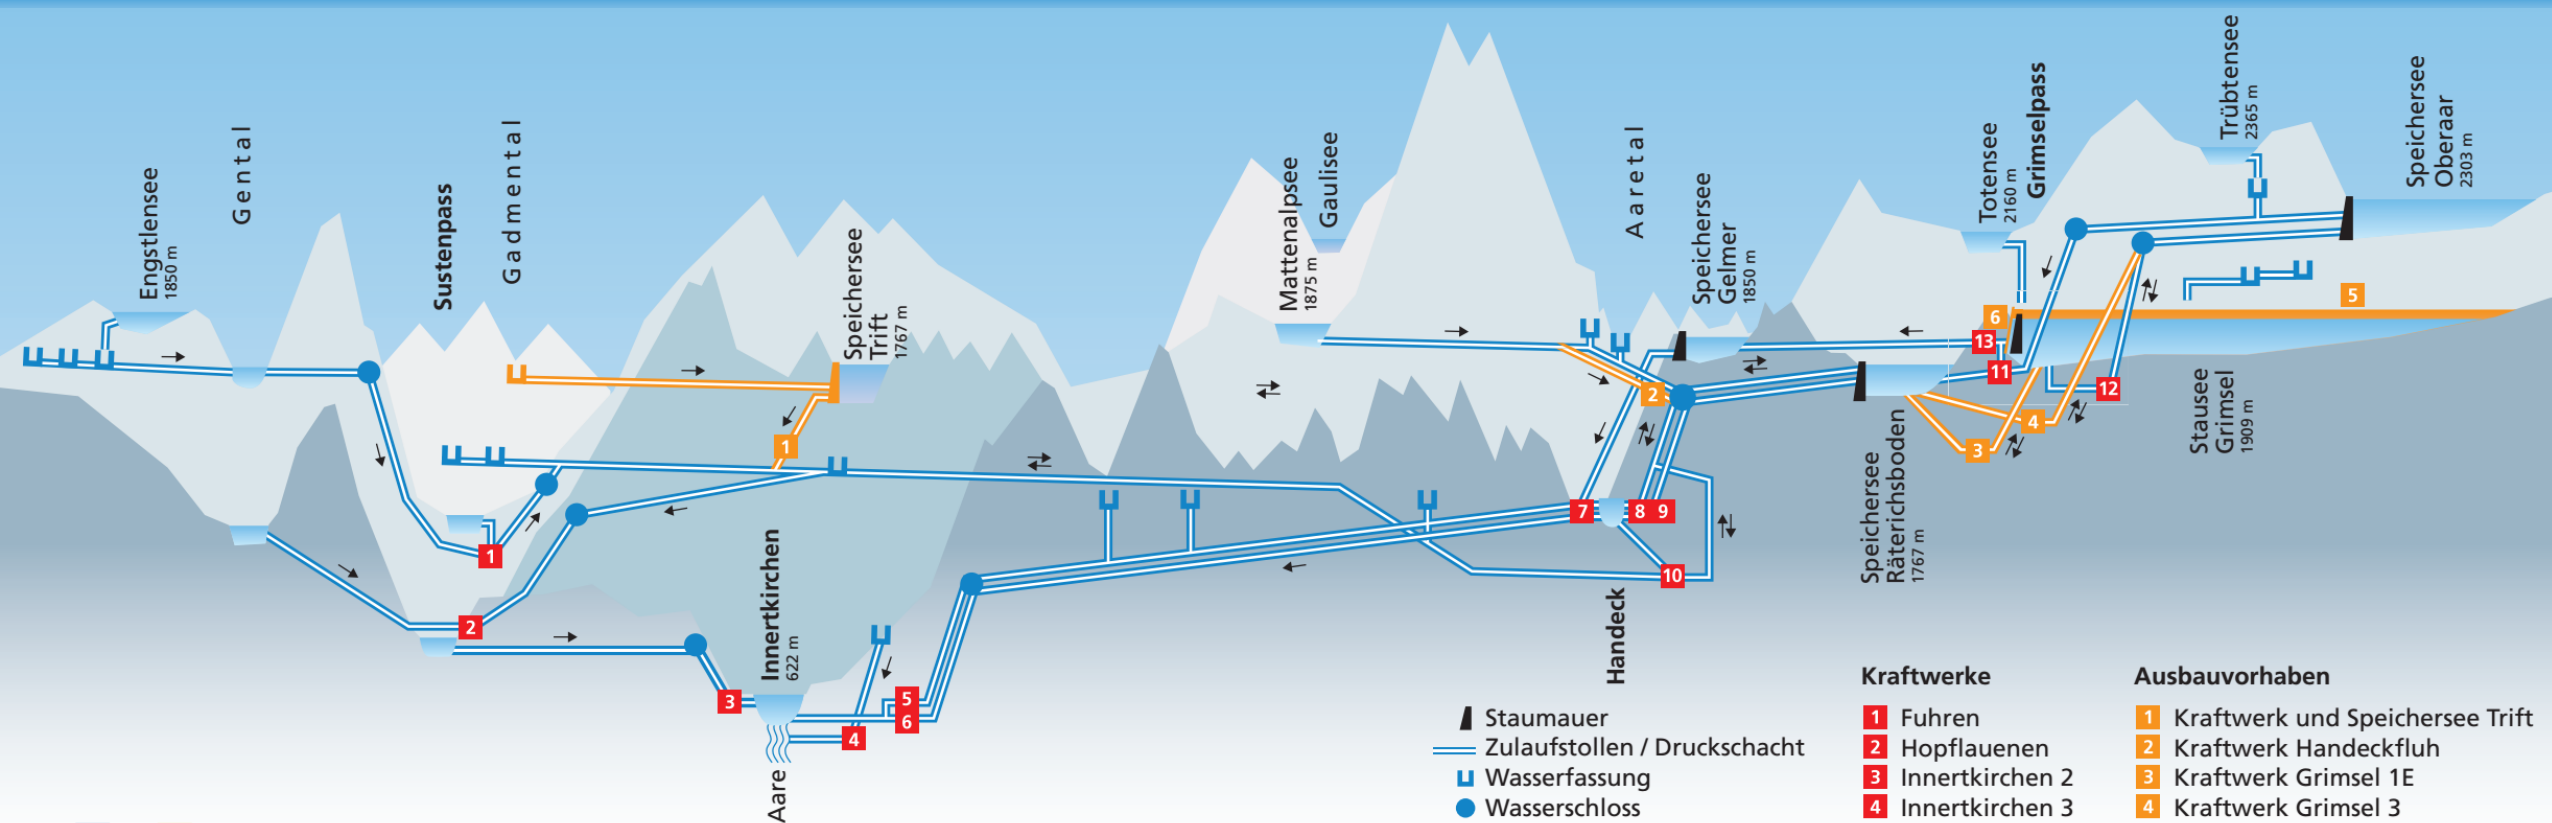 Engstlensee
1850 m
Gental
Sustenpass
Gadmental
Speichersee
Trift
1767 m
Mattenalpsee
1875 m
Gaulisee
Aaretal
Speichersee
Gelmer
1850 m
Totensee
2160 m
Grimselpass
Trübtensee
2365 m
Speichersee
Oberaar
2303 m
Innertkirchen
622 m
Aare
Handeck
Speichersee
Räterichsboden
1767 m
Stausee
Grimsel
1909 m
1
2
3
4
5
6
7
8 9
10
11
12
13
1
2
3
4
5
6
Staumauer
Zulaufstollen / Druckschacht
Wasserfassung
Wasserschloss
Kraftwerke
1 Fuhren
2 Hopflauenen
3 Innertkirchen 2
4 Innertkirchen 3
Ausbauvorhaben
1 Kraftwerk und Speichersee Trift
2 Kraftwerk Handeckfluh
3 Kraftwerk Grimsel 1E
4 Kraftwerk Grimsel 3